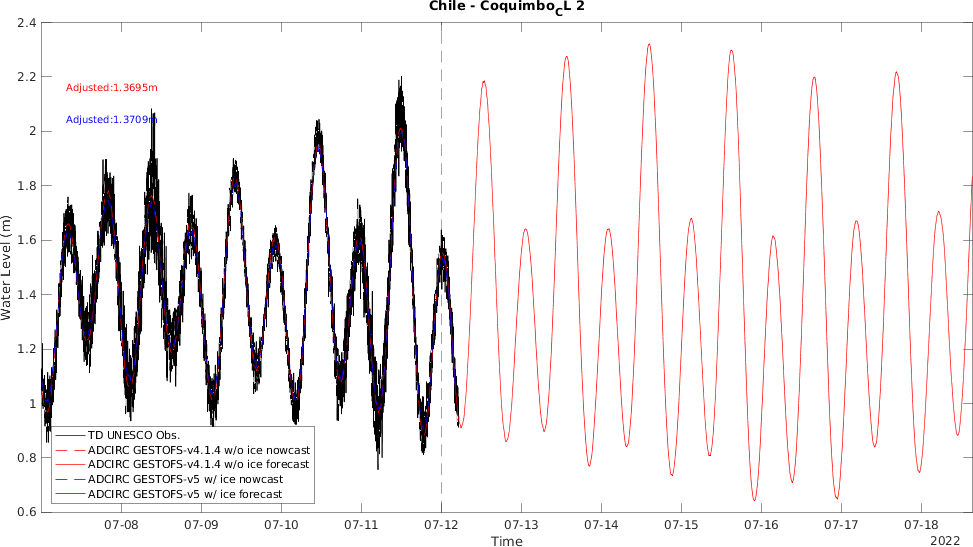 Chile - Coquimbo_CL 2
2.4
2.2
2
1.8
1.6
1.4
1.2
1
0.8
0.6
Water Level (m)
Adjusted:1.3695m
Adjusted:1.3709m
TD UNESCO Obs.
ADCIRC GESTOFS-v4.1.4 w/o ice nowcast
ADCIRC GESTOFS-v4.1.4 w/o ice forecast
ADCIRC GESTOFS-v5 w/ ice nowcast
ADCIRC GESTOFS-v5 w/ ice forecast
07-08 07-09 07-10 07-11 07-12 07-13 07-14 07-15 07-16 07-17 07-18
Time
2022